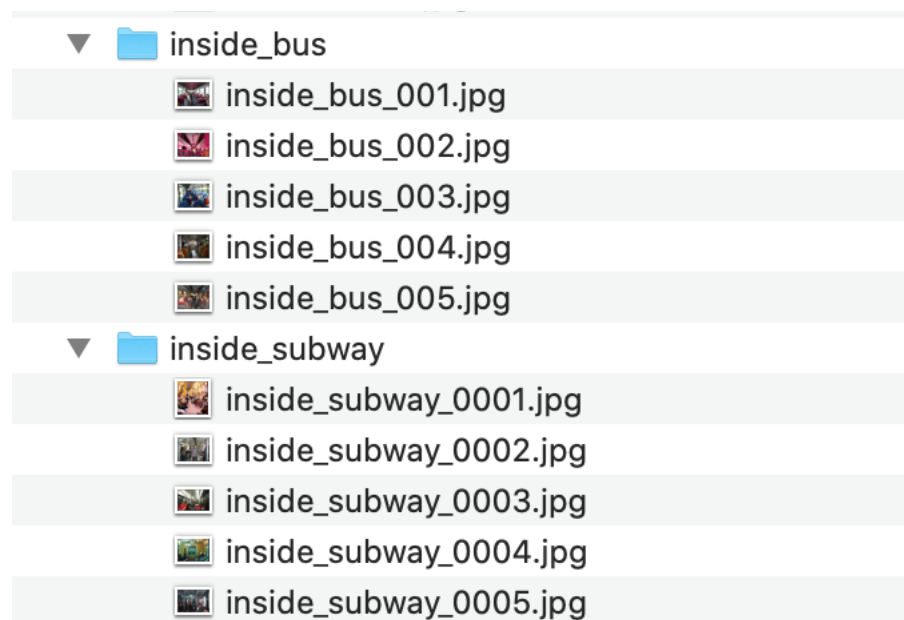 inside_bus
inside_bus_001.jpg
inside_bus_002.jpg
inside_bus_003.jpg
inside_bus_004.jpg
inside_bus_005.jpg
inside_subway
inside_subway_0001.jpg
inside_subway_0002.jpg
inside_subway_0003.jpg
inside_subway_0004.jpg
inside_subway_0005.jpg